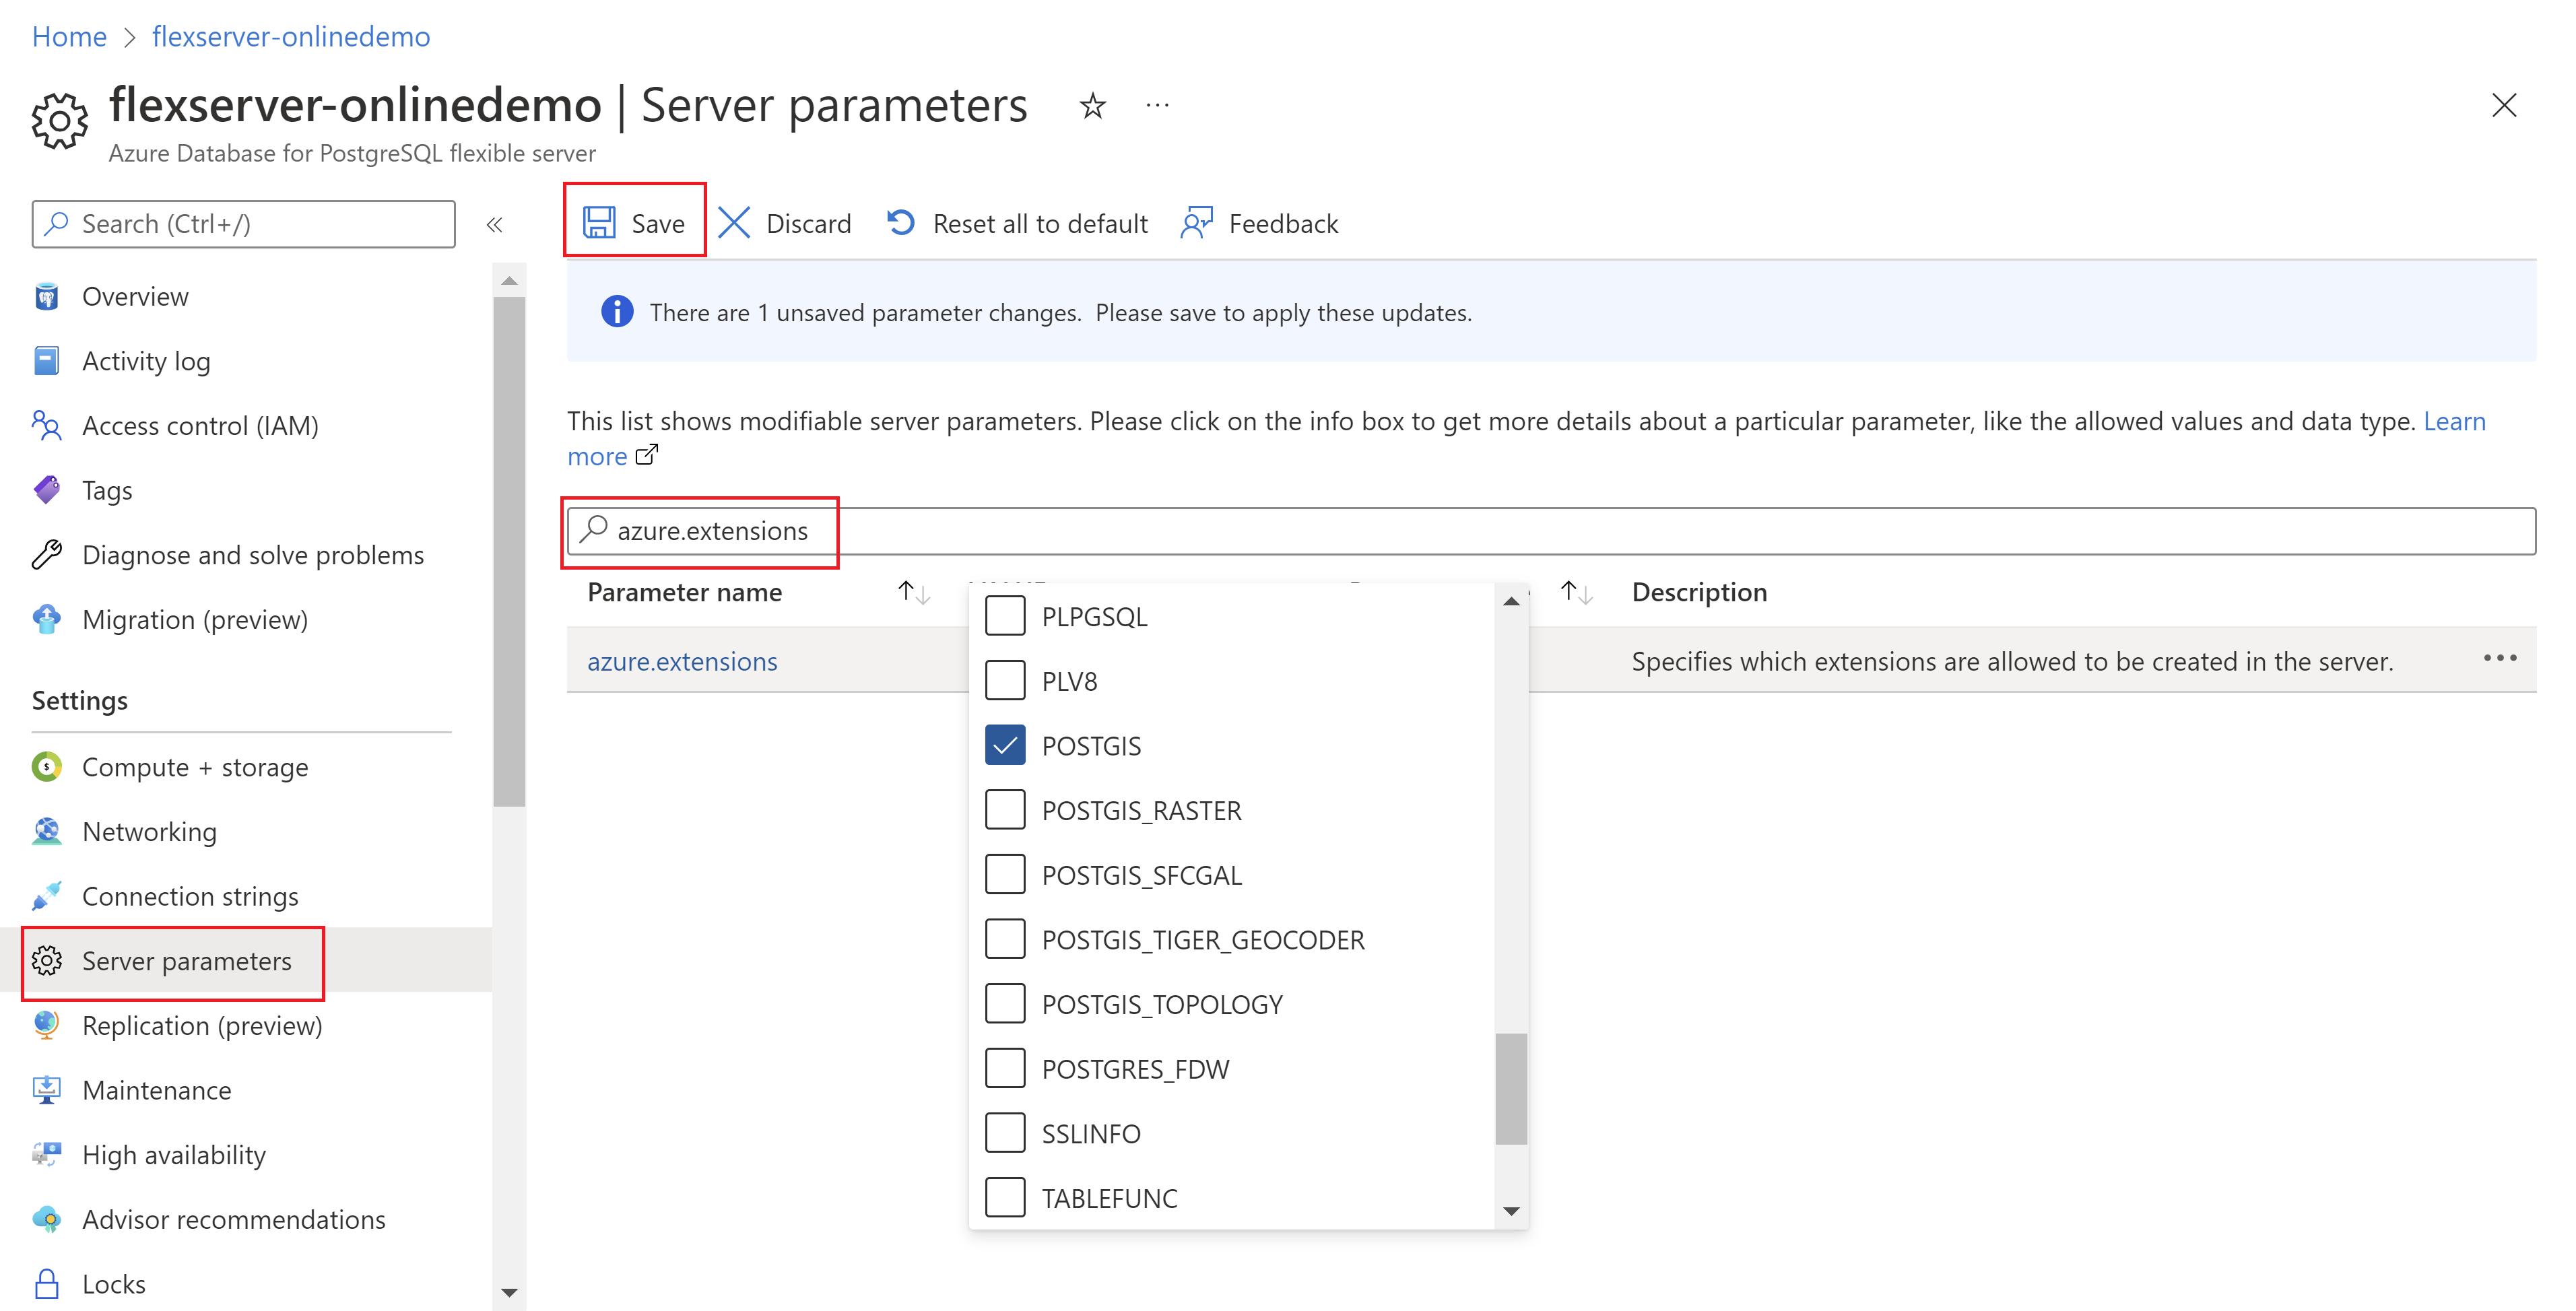 Home > flexserver-onlinedemo
flexserver-onlinedemo | Server parameters
Azure Database for PostgreSQL flexible server
Search (Ctrl+/)
Overview
Activity log
Access control (IAM)
Tags
Diagnose and solve problems
Migration (preview)
Settings
Compute + storage
Networking
Connection strings
Server parameters
Replication (preview)
Maintenance
High availability
Advisor recommendations
Locks
Save Discard Reset all to default Feedback
There are 1 unsaved parameter changes. Please save to apply these updates.
This list shows modifiable server parameters. Please click on the info box to get more details about a particular parameter, like the allowed values and data type. Learn
more
azure.extensions
Parameter name Description
azure.extensions Specifies which extensions are allowed to be created in the server.
PLPGSQL
PLV8
POSTGIS
POSTGIS_RASTER
POSTGIS_SFCGAL
POSTGIS_TIGER_GEOCODER
POSTGIS_TOPOLOGY
POSTGRES_FDW
SSLINFO
TABLEFUNC